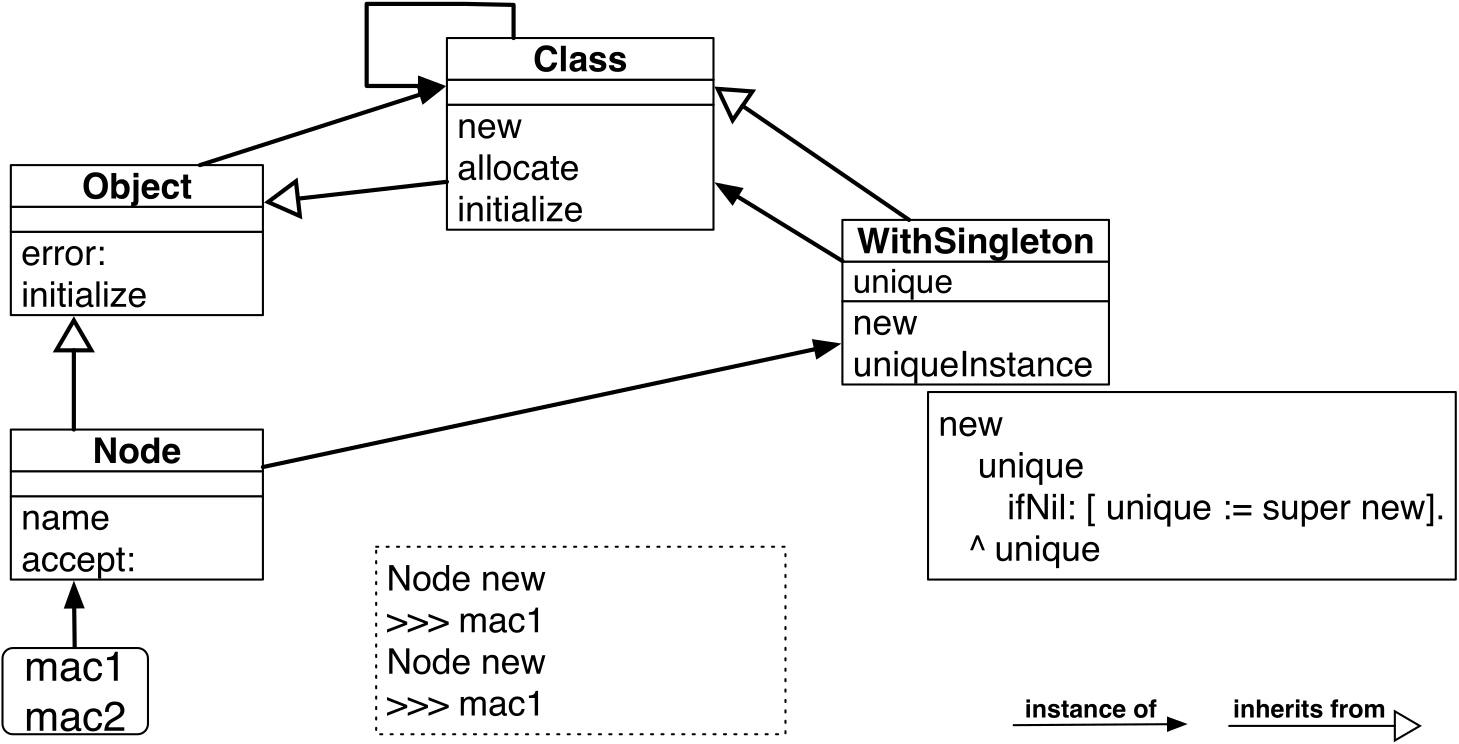 Class
new
allocate
initialize
Object
error:
initialize
WithSingleton
unique
new
uniqueInstance
new
unique
ifNil: [ unique := super new].
^ unique
Node
name
accept:
mac1
mac2
Node new
>>> mac1
Node new
>>> mac1
instance of
inherits from